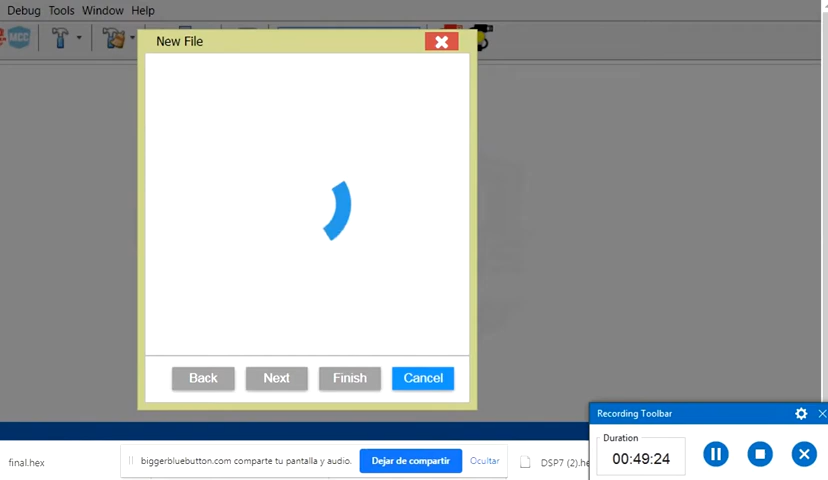 Debug Tools Window Help
MCC
New File
Back Next Finish Cancel
Recording Toolbar
Duration
00:49:24
final.hex
biggerbluebutton.com comparte tu pantalla y audio.
Dejar de compartir
Ocultar
DSP7 (2).he